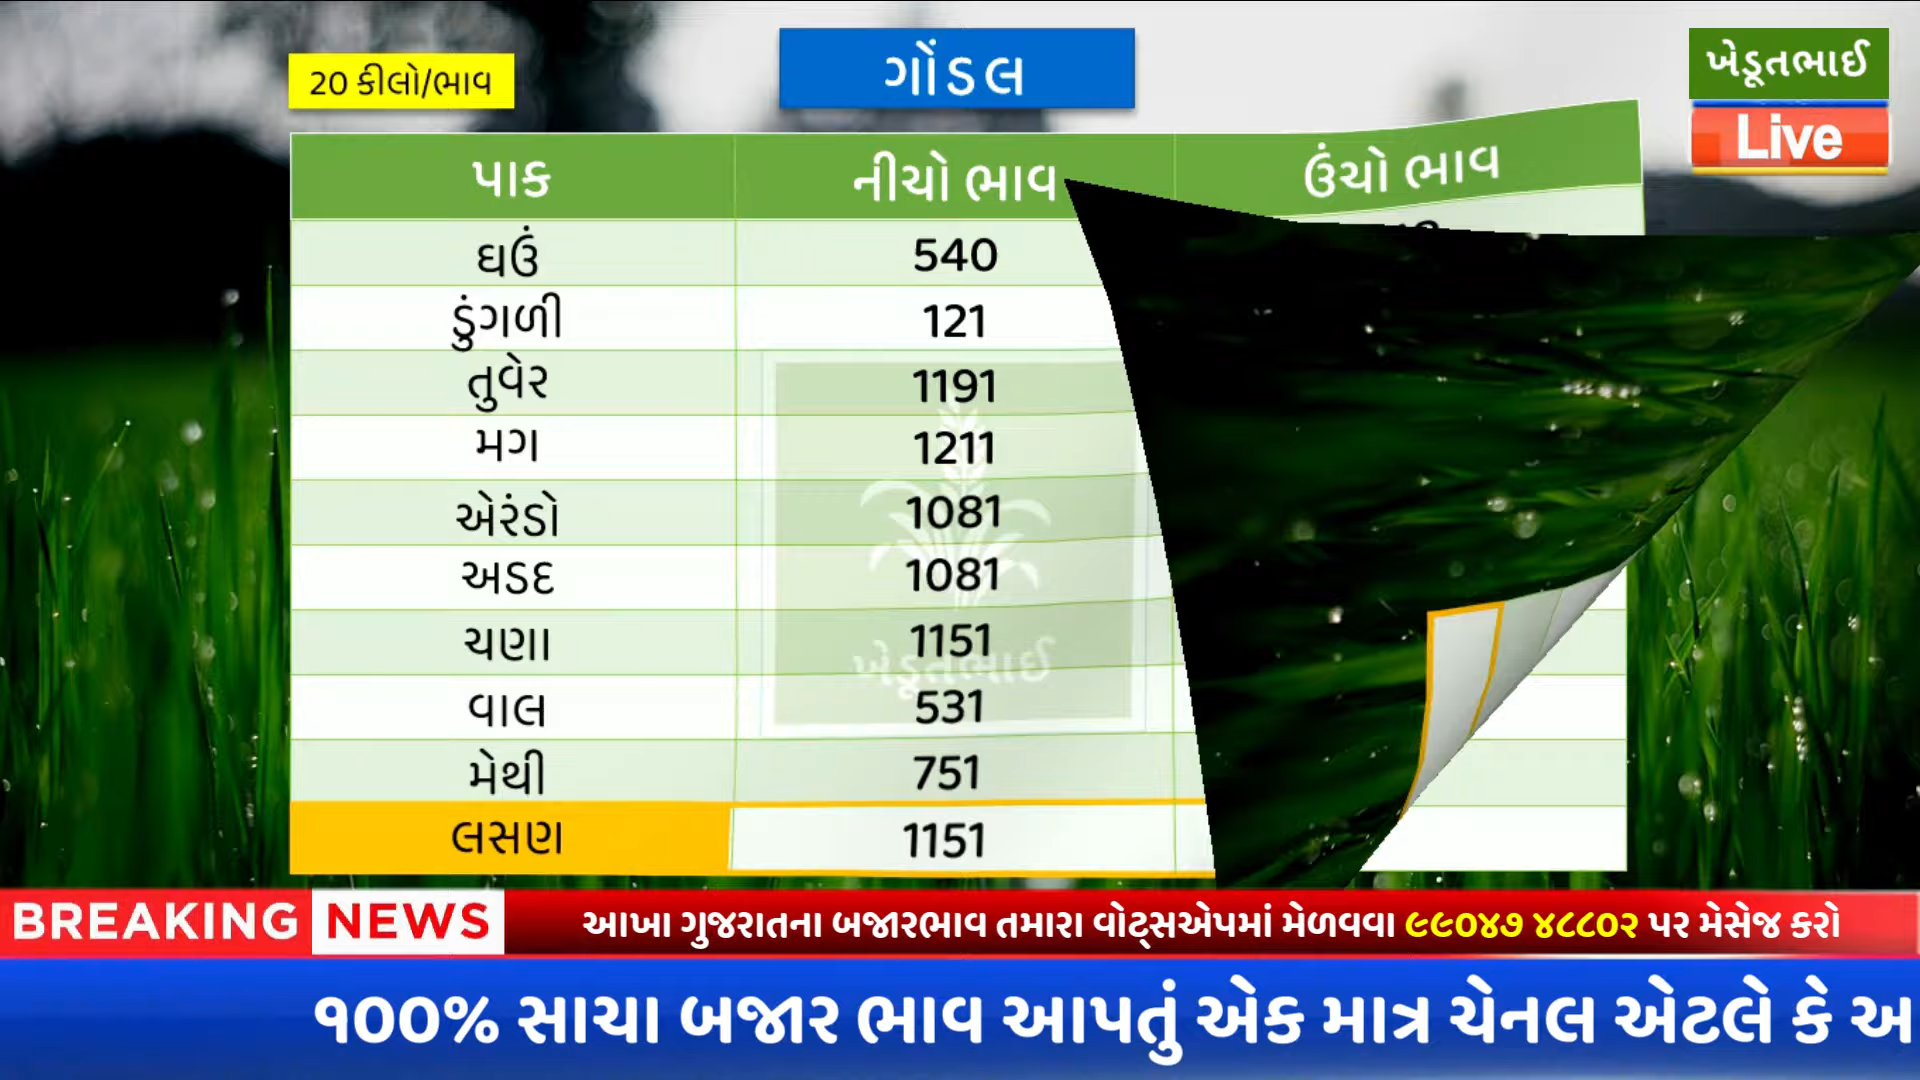 20 કીલો/ભાવ
ગોંડલ
ખેડૂતભાઈ
Live
પાક નીચો ભાવ ઉંચો ભાવ
ઘઉં 540
ડુંગળી 121
તુવેર 1191
મગ 1211
એરંડો 1081
અડદ 1081
ચણા 1151
ખેડૂતભાઈ
વાલ 531
મેથી 751
લસણ 1151
BREAKING NEWS આખા ગુજરાતના બજારભાવ તમારા વોટ્સએપમાં મેળવવા ૯૯૦૪૭ ૪૮૮૦૨ પર મેસેજ કરો
૧૦૦% સાચા બજાર ભાવ આપતું એક માત્ર ચેનલ એટલે કે અ